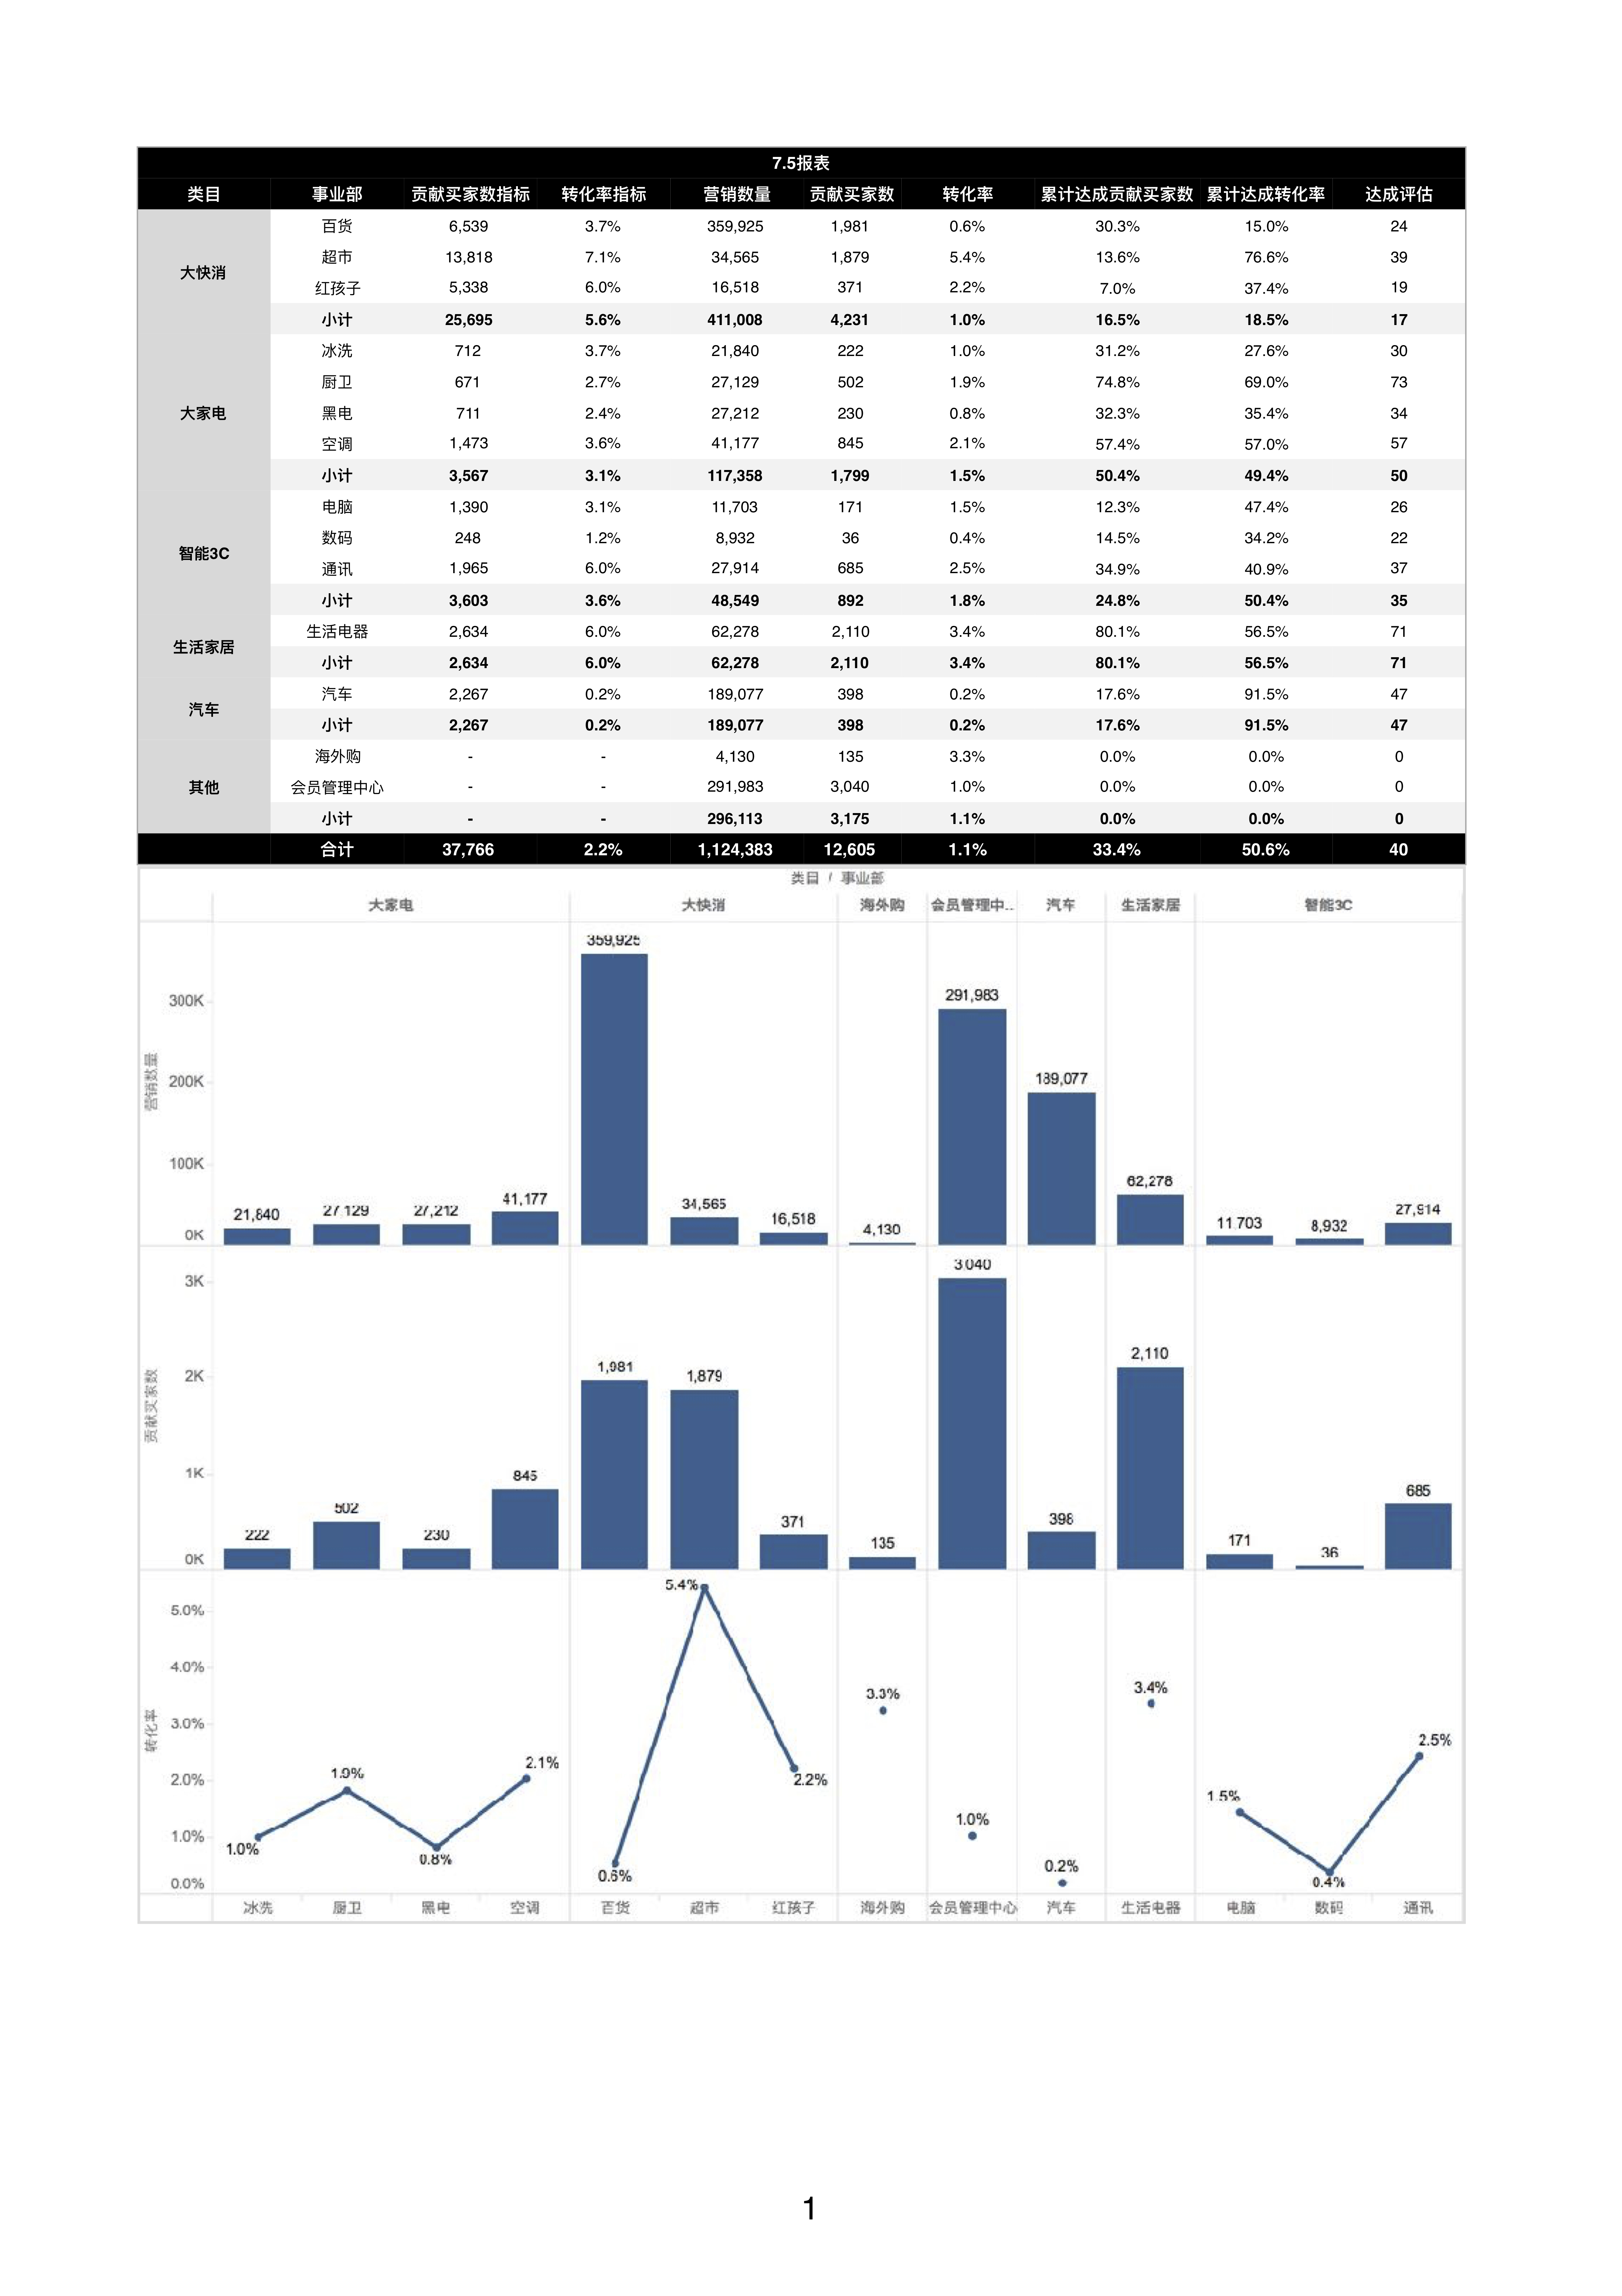 7.5报表
类目 事业部 贡献买家数指标 转化率指标 营销数量 贡献买家数 转化率 累计达成贡献买家数 累计达成转化率 达成评估
大快消
百货 6,539 3.7% 359,925 1,981 0.6% 30.3% 15.0% 24
超市 13,818 7.1% 34,565 1,879 5.4% 13.6% 76.6% 39
红孩子 5,338 6.0% 16,518 371 2.2% 7.0% 37.4% 19
小计 25,695 5.6% 411,008 4,231 1.0% 16.5% 18.5% 17
大家电
冰洗 712 3.7% 21,840 222 1.0% 31.2% 27.6% 30
厨卫 671 2.7% 27,129 502 1.9% 74.8% 69.0% 73
黑电 711 2.4% 27,212 230 0.8% 32.3% 35.4% 34
空调 1,473 3.6% 41,177 845 2.1% 57.4% 57.0% 57
小计 3,567 3.1% 117,358 1,799 1.5% 50.4% 49.4% 50
智能3C
电脑 1,390 3.1% 11,703 171 1.5% 12.3% 47.4% 26
数码 248 1.2% 8,932 36 0.4% 14.5% 34.2% 22
通讯 1,965 6.0% 27,914 685 2.5% 34.9% 40.9% 37
小计 3,603 3.6% 48,549 892 1.8% 24.8% 50.4% 35
生活家居
生活电器 2,634 6.0% 62,278 2,110 3.4% 80.1% 56.5% 71
小计 2,634 6.0% 62,278 2,110 3.4% 80.1% 56.5% 71
汽车
汽车 2,267 0.2% 189,077 398 0.2% 17.6% 91.5% 47
小计 2,267 0.2% 189,077 398 0.2% 17.6% 91.5% 47
其他
海外购 - - 4,130 135 3.3% 0.0% 0.0% 0
会员管理中心 - - 291,983 3,040 1.0% 0.0% 0.0% 0
小计 - - 296,113 3,175 1.1% 0.0% 0.0% 0
合计 37,766 2.2% 1,124,383 12,605 1.1% 33.4% 50.6% 40
类目 / 事业部
大家电 大快消 海外购 会员管理中.. 汽车 生活家居 智能3C
营销数量
300K
200K
100K
0K
21,840 27,129 27,212 41,177 359,925 34,565 16,518 4,130 291,983 189,077 62,278 11,703 8,932 27,914
贡献买家数
3K
2K
1K
0K
222 502 230 845 1,981 1,879 371 135 3,040 398 2,110 171 36 685
转化率
5.0%
4.0%
3.0%
2.0%
1.0%
0.0%
1.0% 1.9% 0.8% 2.1% 0.6% 5.4% 2.2% 3.3% 1.0% 0.2% 3.4% 1.5% 0.4% 2.5%
冰洗 厨卫 黑电 空调 百货 超市 红孩子 海外购 会员管理中心 汽车 生活电器 电脑 数码 通讯
1